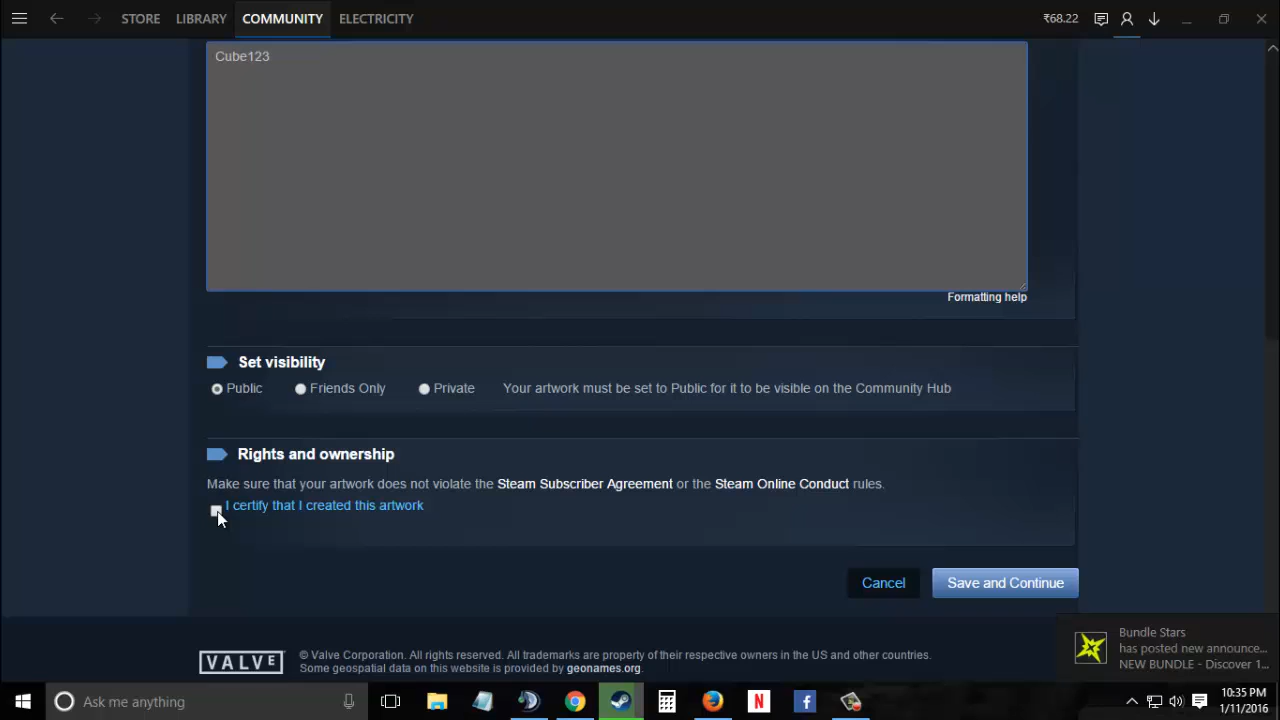 STORE LIBRARY COMMUNITY ELECTRICITY ₹68.22
Cube123
Formatting help
Set visibility
Public Friends Only Private Your artwork must be set to Public for it to be visible on the Community Hub
Rights and ownership
Make sure that your artwork does not violate the Steam Subscriber Agreement or the Steam Online Conduct rules.
I certify that I created this artwork
Cancel Save and Continue
Bundle Stars
has posted new announce...
NEW BUNDLE - Discover 1...
VALVE © Valve Corporation. All rights reserved. All trademarks are property of their respective owners in the US and other countries.
Some geospatial data on this website is provided by geonames.org.
Ask me anything N f 10:35 PM
1/11/2016